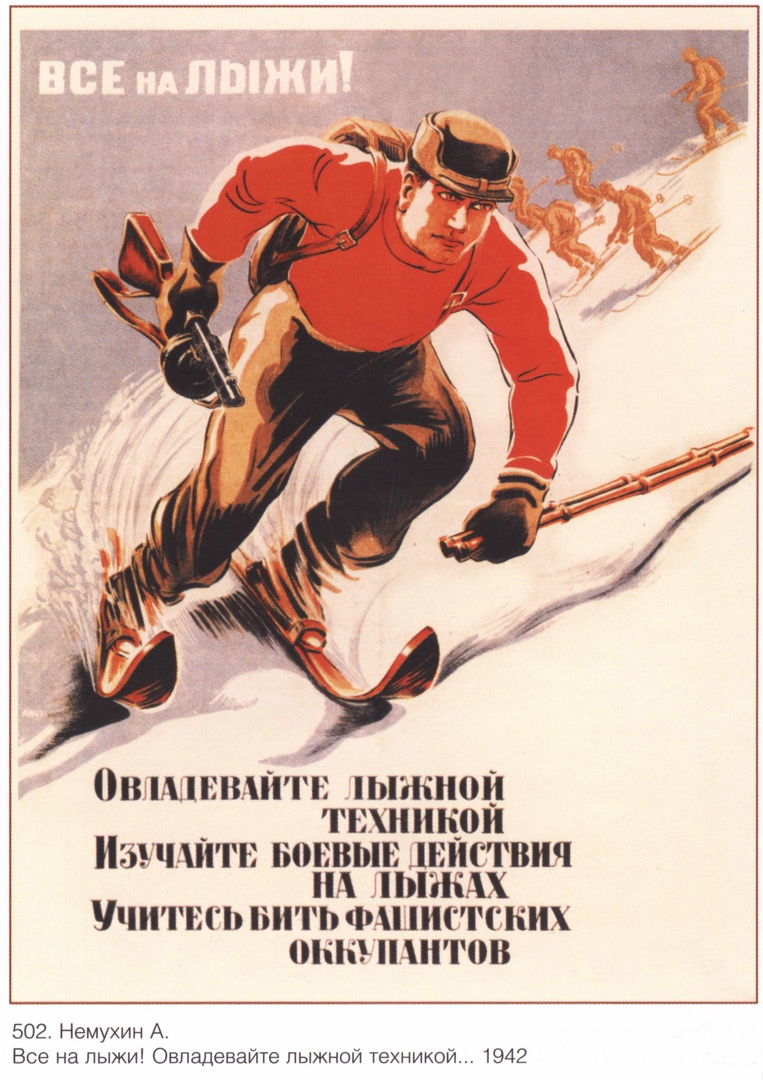 ВСЕ НА ЛЫЖИ!
ОВЛАДЕВАЙТЕ ЛЫЖНОЙ
ТЕХНИКОЙ
ИЗУЧАЙТЕ БОЕВЫЕ ДЕЙСТВИЯ
НА ЛЫЖАХ
УЧИТЕСЬ БИТЬ ФАШИСТСКИХ
ОККУПАНТОВ
502. Немухин А.
Все на лыжи! Овладевайте лыжной техникой... 1942